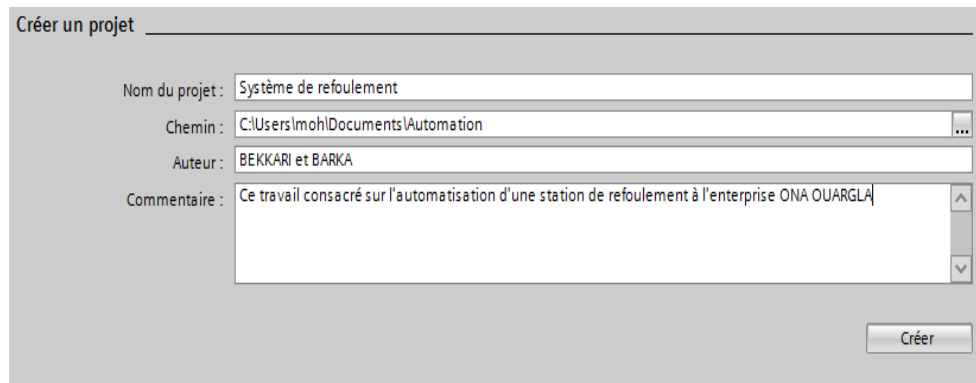 Créer un projet
Nom du projet : Système de refoulement
Chemin : C:\Users\moh\Documents\Automation
...
Auteur : BEKKARI et BARKA
Commentaire : Ce travail consacré sur l'automatisation d'une station de refoulement à l'enterprise ONA OUARGLA
Créer